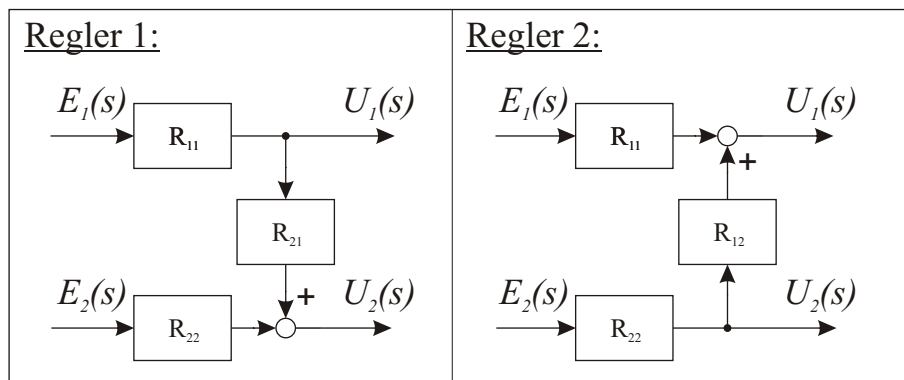 Regler 1:
E₁(s)
R₁₁
U₁(s)
R₂₁
+
E₂(s)
R₂₂
U₂(s)
Regler 2:
E₁(s)
R₁₁
U₁(s)
+
R₁₂
E₂(s)
R₂₂
U₂(s)